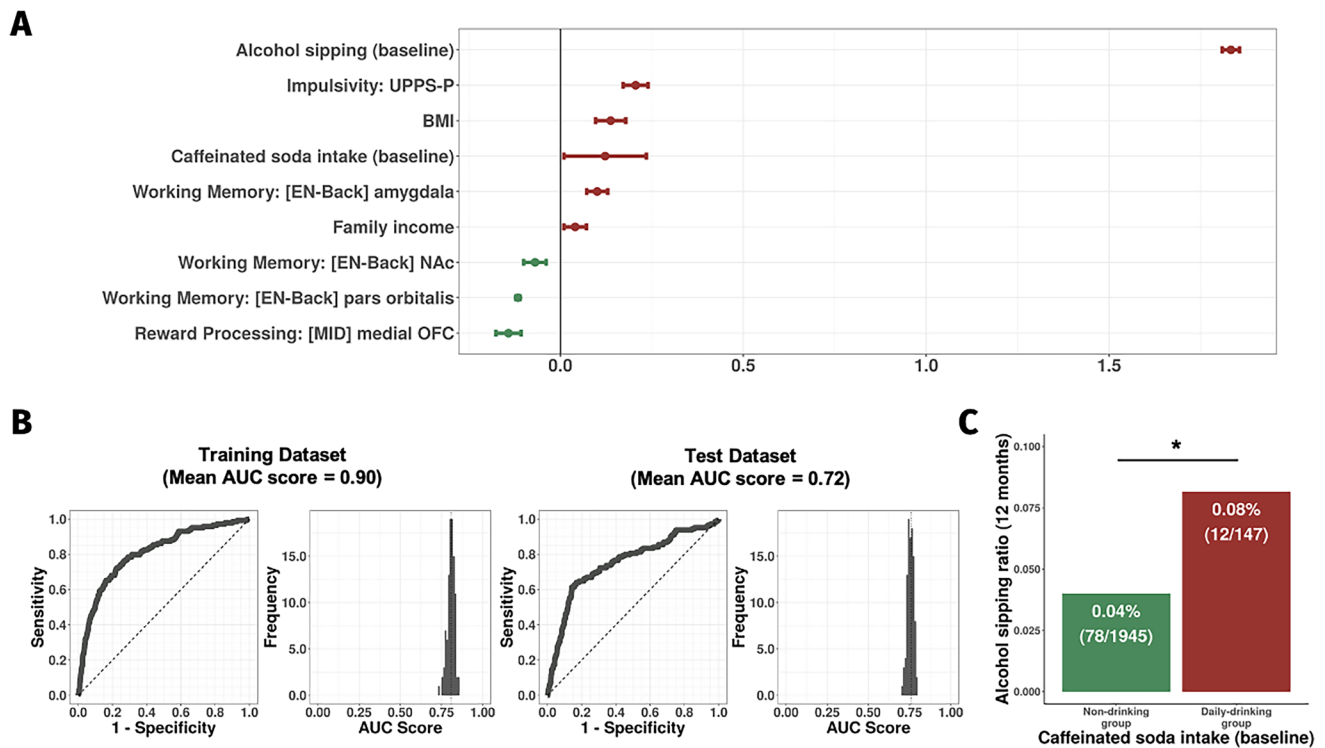 A
Alcohol sipping (baseline)
Impulsivity: UPPS-P
BMI
Caffeinated soda intake (baseline)
Working Memory: [EN-Back] amygdala
Family income
Working Memory: [EN-Back] NAc
Working Memory: [EN-Back] pars orbitalis
Reward Processing: [MID] medial OFC
0.0 0.5 1.0 1.5
B
Training Dataset
(Mean AUC score = 0.90)
Sensitivity
1.0
0.8
0.6
0.4
0.2
0.0
0.0 0.2 0.4 0.6 0.8 1.0
1 - Specificity
Frequency
15.0
10.0
5.0
0.0
0.00 0.25 0.50 0.75 1.00
AUC Score
Test Dataset
(Mean AUC score = 0.72)
Sensitivity
1.0
0.8
0.6
0.4
0.2
0.0
0.0 0.2 0.4 0.6 0.8 1.0
1 - Specificity
Frequency
15.0
10.0
5.0
0.0
0.00 0.25 0.50 0.75 1.00
AUC Score
C
Alcohol sipping ratio (12 months)
0.100
0.075
0.050
0.025
0.000
*
0.04%
(78/1945)
0.08%
(12/147)
Non-drinking
group
Daily-drinking
group
Caffeinated soda intake (baseline)